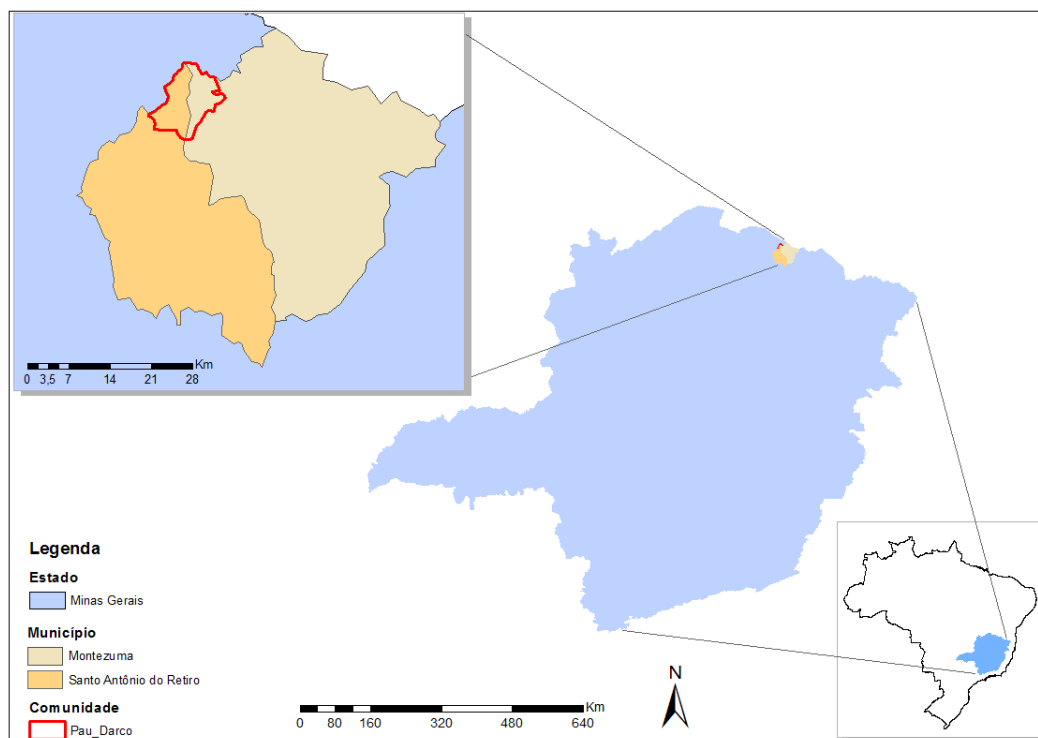 Km
0 3,5 7 14 21 28
Legenda
Estado
Minas Gerais
Município
Montezuma
Santo Antônio do Retiro
Comunidade
Pau_Darco
Km
0 80 160 320 480 640
N